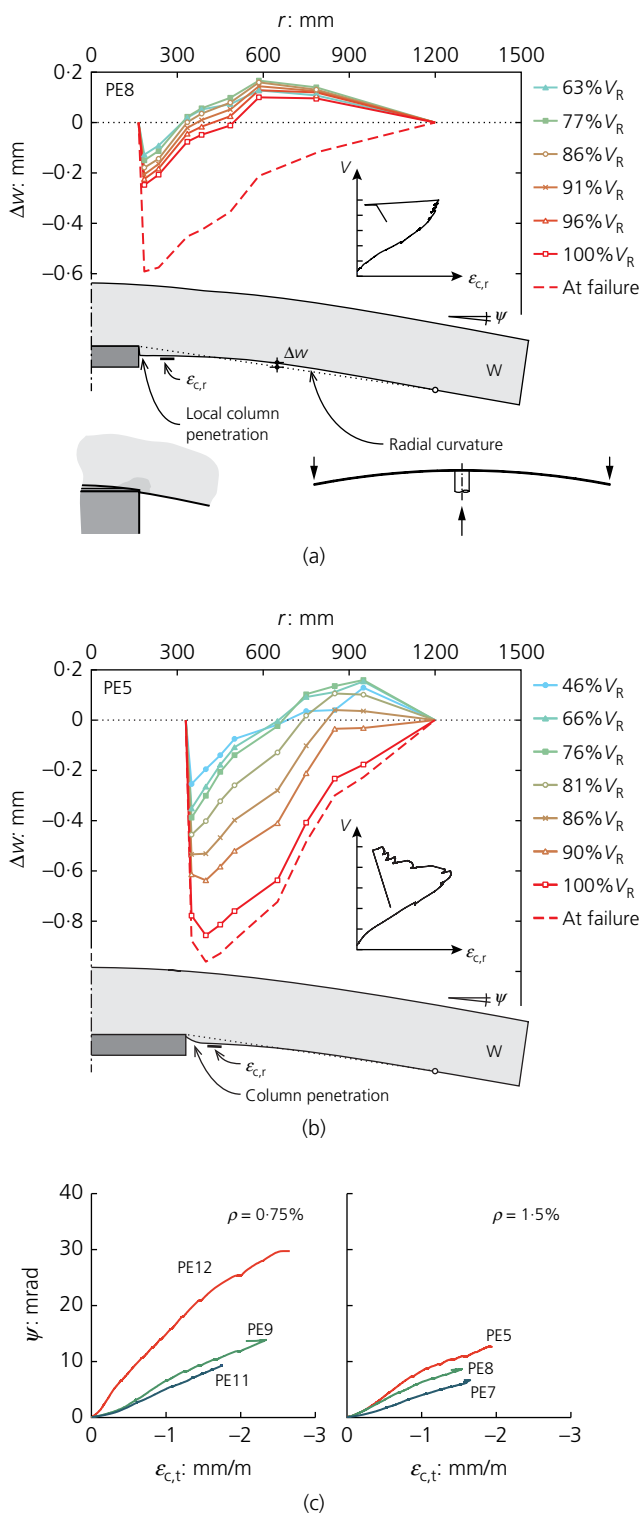 r: mm
0 300 600 900 1200 1500
0·2
0
−0·2
−0·4
−0·6
Δw: mm
PE8
63%V_R
77%V_R
86%V_R
91%V_R
96%V_R
100%V_R
At failure
V
ε_c,r
ψ
W
Δw
ε_c,r
Local column
penetration
Radial curvature
(a)
r: mm
0 300 600 900 1200 1500
0·2
0
−0·2
−0·4
−0·6
−0·8
Δw: mm
PE5
46%V_R
66%V_R
76%V_R
81%V_R
86%V_R
90%V_R
100%V_R
At failure
V
ε_c,r
ψ
W
ε_c,r
Column penetration
(b)
40
30
20
10
0
ψ: mrad
ρ = 0·75%
PE12
PE9
PE11
0 −1 −2 −3
ε_c,t: mm/m
ρ = 1·5%
PE5
PE8
PE7
0 −1 −2 −3
ε_c,t: mm/m
(c)